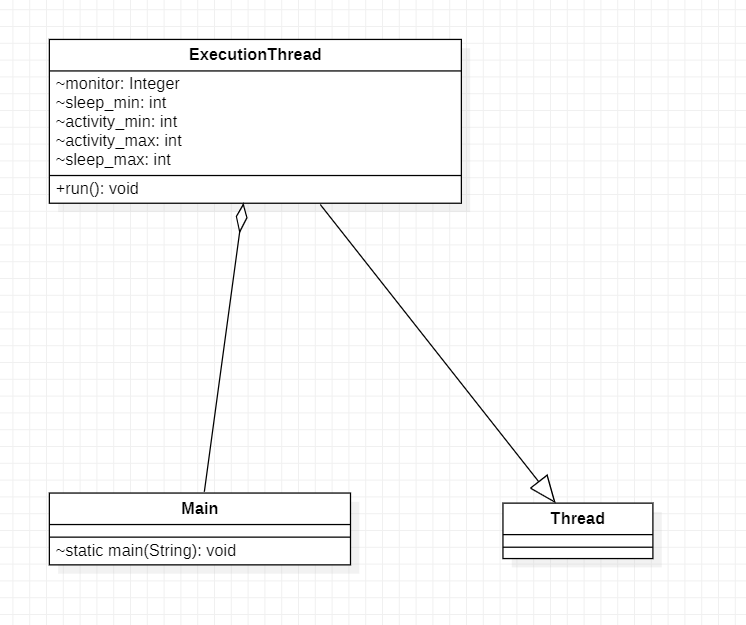 ExecutionThread
~monitor: Integer
~sleep_min: int
~activity_min: int
~activity_max: int
~sleep_max: int
+run(): void
Main
~static main(String): void
Thread